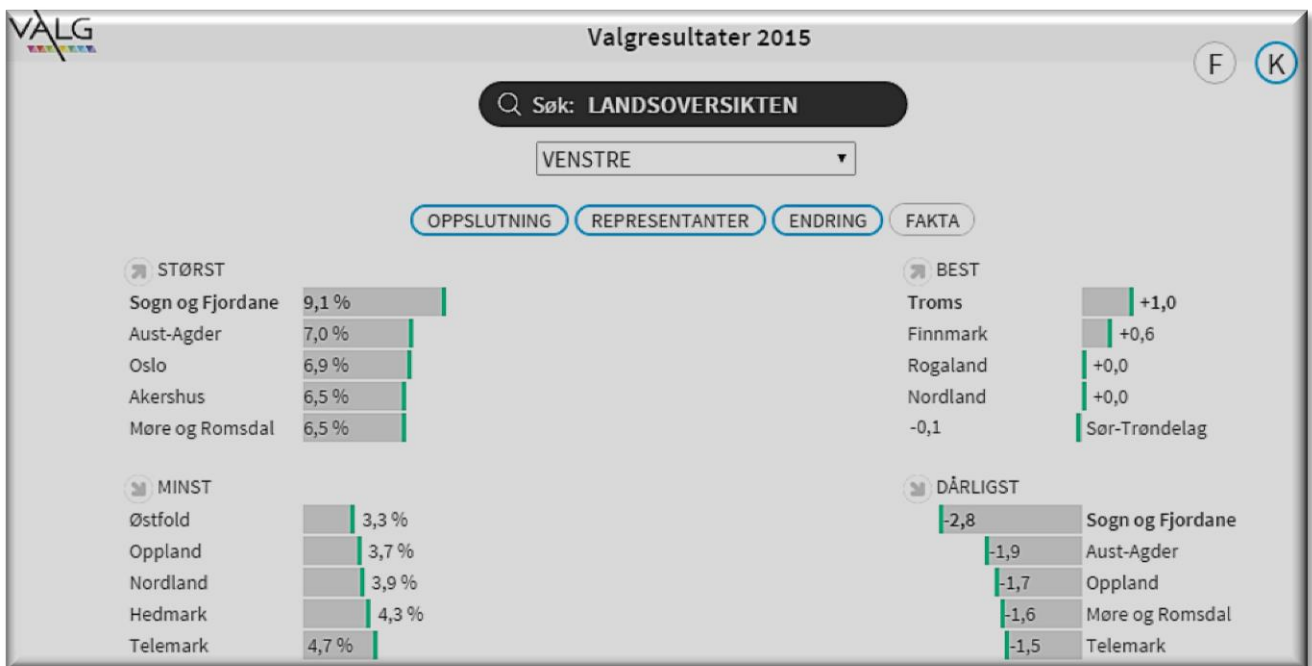 VALG
Valgresultater 2015
F K
Søk: LANDSOVERSIKTEN
VENSTRE
OPPSLUTNING REPRESENTANTER ENDRING FAKTA
STØRST
Sogn og Fjordane 9,1 %
Aust-Agder 7,0 %
Oslo 6,9 %
Akershus 6,5 %
Møre og Romsdal 6,5 %
MINST
Østfold 3,3 %
Oppland 3,7 %
Nordland 3,9 %
Hedmark 4,3 %
Telemark 4,7 %
BEST
Troms +1,0
Finnmark +0,6
Rogaland +0,0
Nordland +0,0
-0,1 Sør-Trøndelag
DÅRLIGST
-2,8 Sogn og Fjordane
-1,9 Aust-Agder
-1,7 Oppland
-1,6 Møre og Romsdal
-1,5 Telemark